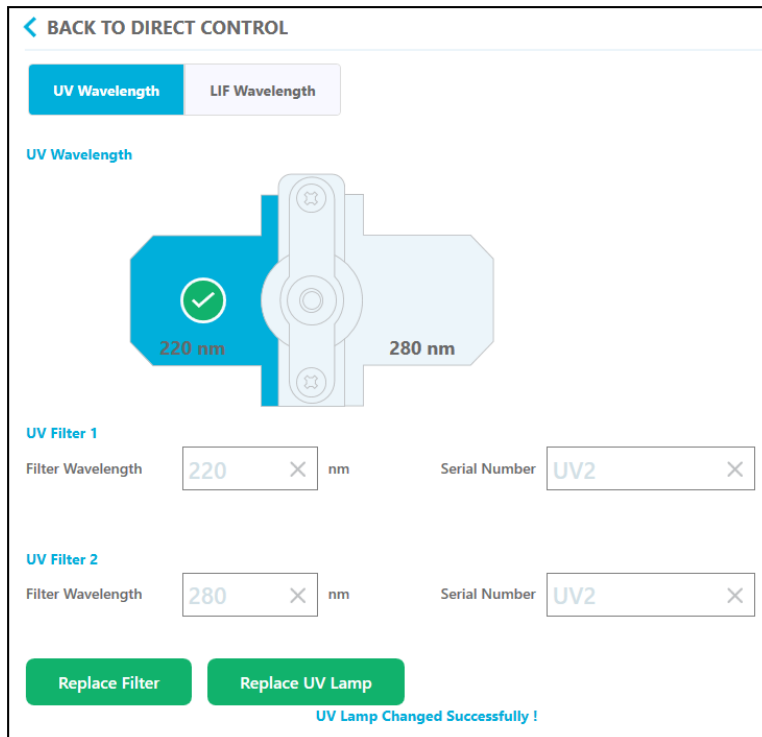 BACK TO DIRECT CONTROL
UV Wavelength LIF Wavelength
UV Wavelength
220 nm 280 nm
UV Filter 1
Filter Wavelength 220 nm Serial Number UV2
UV Filter 2
Filter Wavelength 280 nm Serial Number UV2
Replace Filter Replace UV Lamp
UV Lamp Changed Successfully !